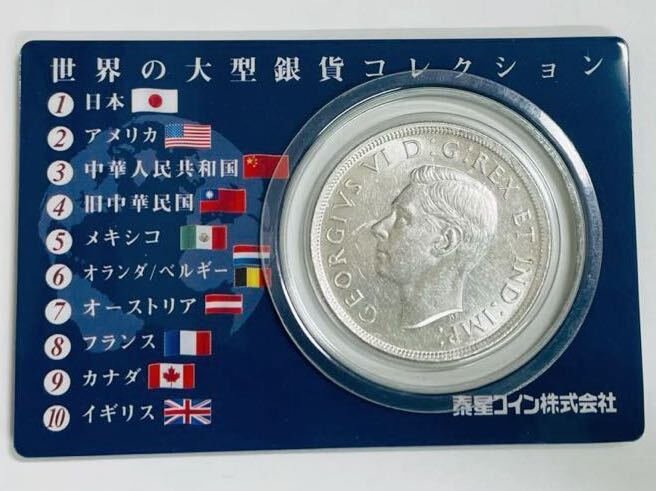 世界の大型銀貨コレクション
1 日本
2 アメリカ
3 中華人民共和国
4 旧中華民国
5 メキシコ
6 オランダ/ベルギー
7 オーストリア
8 フランス
9 カナダ
10 イギリス
GEORGIVS VI D:G:REX ET IND:IMP:
泰星コイン株式会社